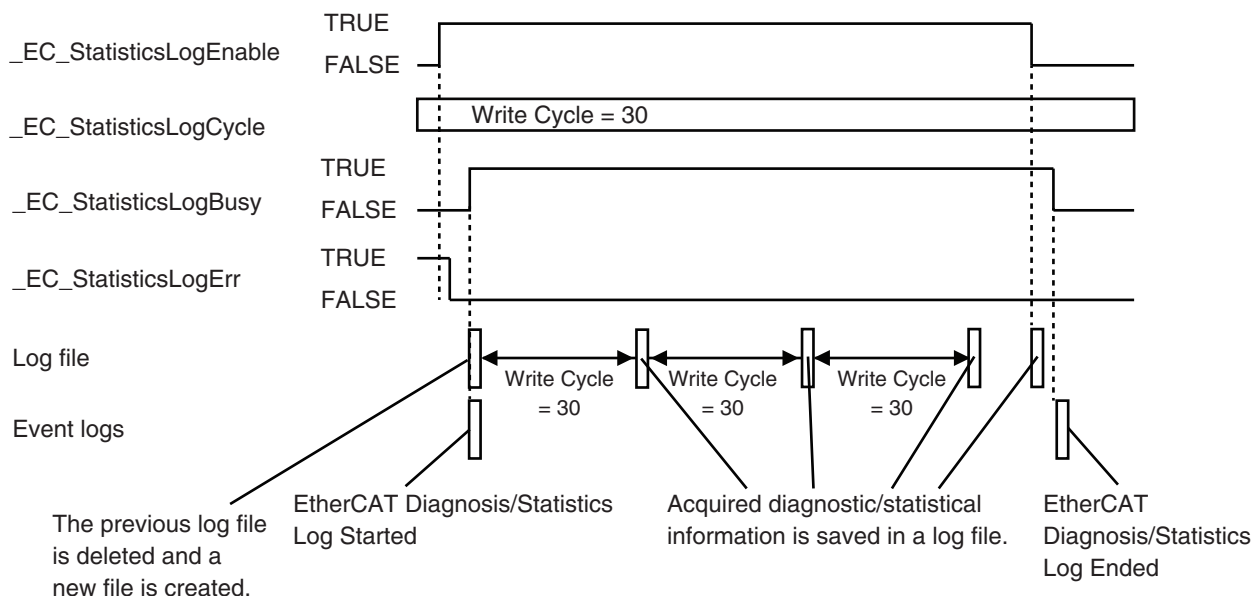 TRUE
_EC_StatisticsLogEnable
FALSE
_EC_StatisticsLogCycle
Write Cycle = 30
TRUE
_EC_StatisticsLogBusy
FALSE
TRUE
_EC_StatisticsLogErr
FALSE
Log file
Write Cycle
= 30
Write Cycle
= 30
Write Cycle
= 30
Event logs
The previous log file
is deleted and a
new file is created.
EtherCAT Diagnosis/Statistics
Log Started
Acquired diagnostic/statistical
information is saved in a log file.
EtherCAT
Diagnosis/Statistics
Log Ended